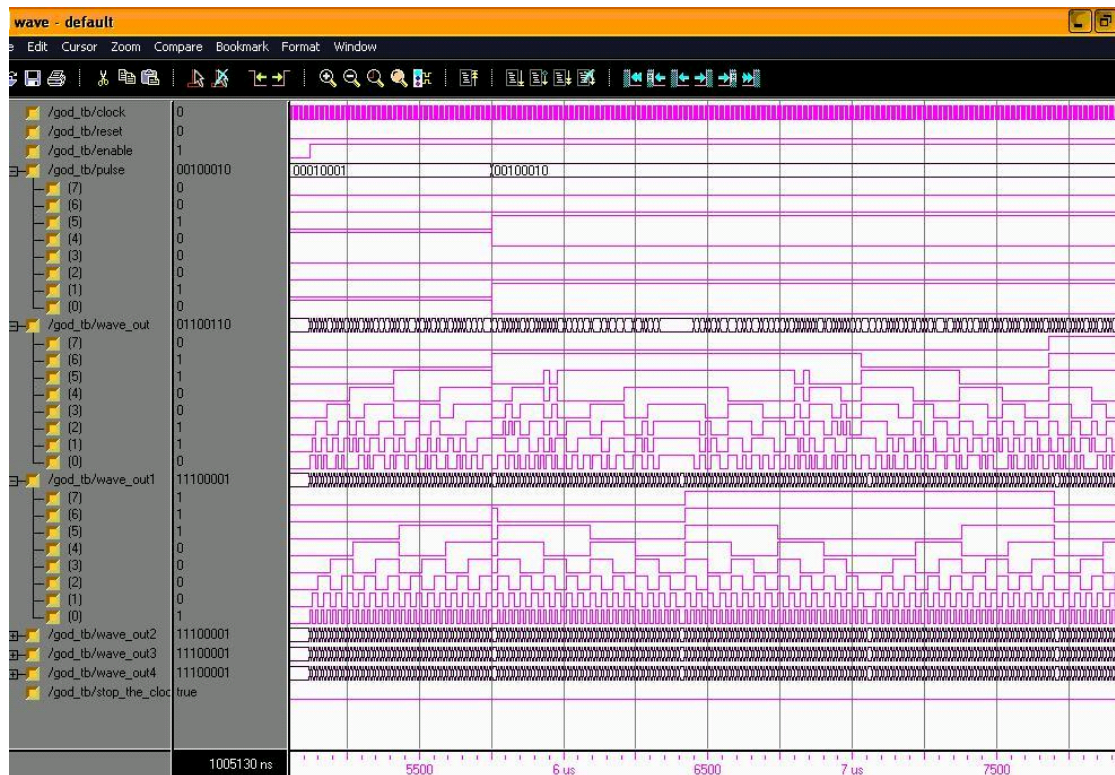 wave - default
e Edit Cursor Zoom Compare Bookmark Format Window
/god_tb/clock 0
/god_tb/reset 0
/god_tb/enable 1
/god_tb/pulse 00100010 00010001 00100010
(7) 0
(6) 0
(5) 1
(4) 0
(3) 0
(2) 0
(1) 1
(0) 0
/god_tb/wave_out 01100110
(7) 0
(6) 1
(5) 1
(4) 0
(3) 0
(2) 1
(1) 1
(0) 0
/god_tb/wave_out1 11100001
(7) 1
(6) 1
(5) 1
(4) 0
(3) 0
(2) 0
(1) 0
(0) 1
/god_tb/wave_out2 11100001
/god_tb/wave_out3 11100001
/god_tb/wave_out4 11100001
/god_tb/stop_the_cloc true
1005130 ns 5500 6 us 6500 7 us 7500